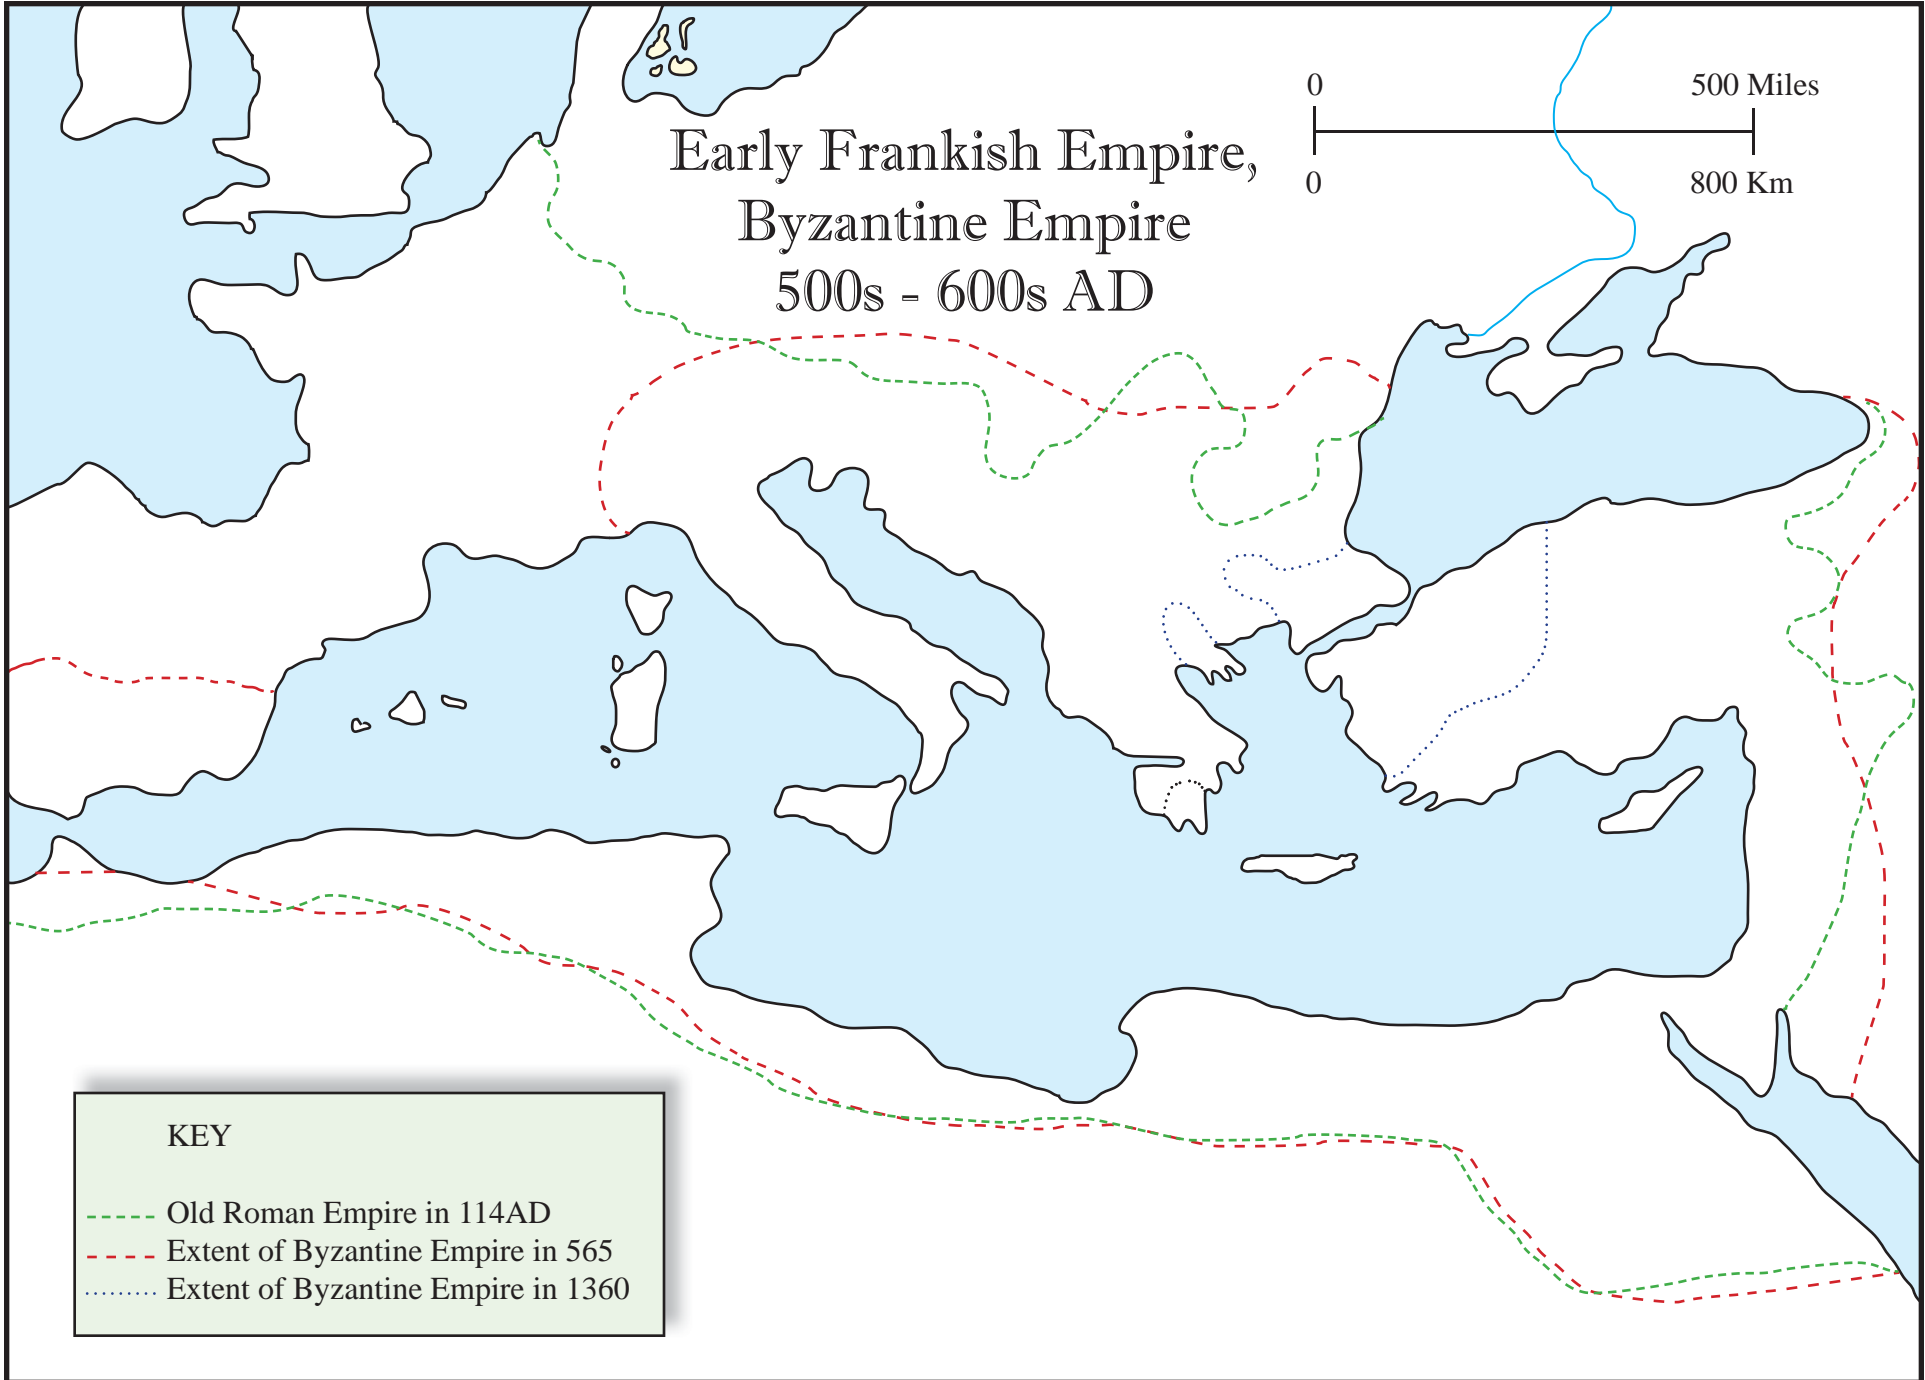 Early Frankish Empire,
Byzantine Empire
500s - 600s AD
0 500 Miles
0 800 Km
KEY
Old Roman Empire in 114AD
Extent of Byzantine Empire in 565
Extent of Byzantine Empire in 1360